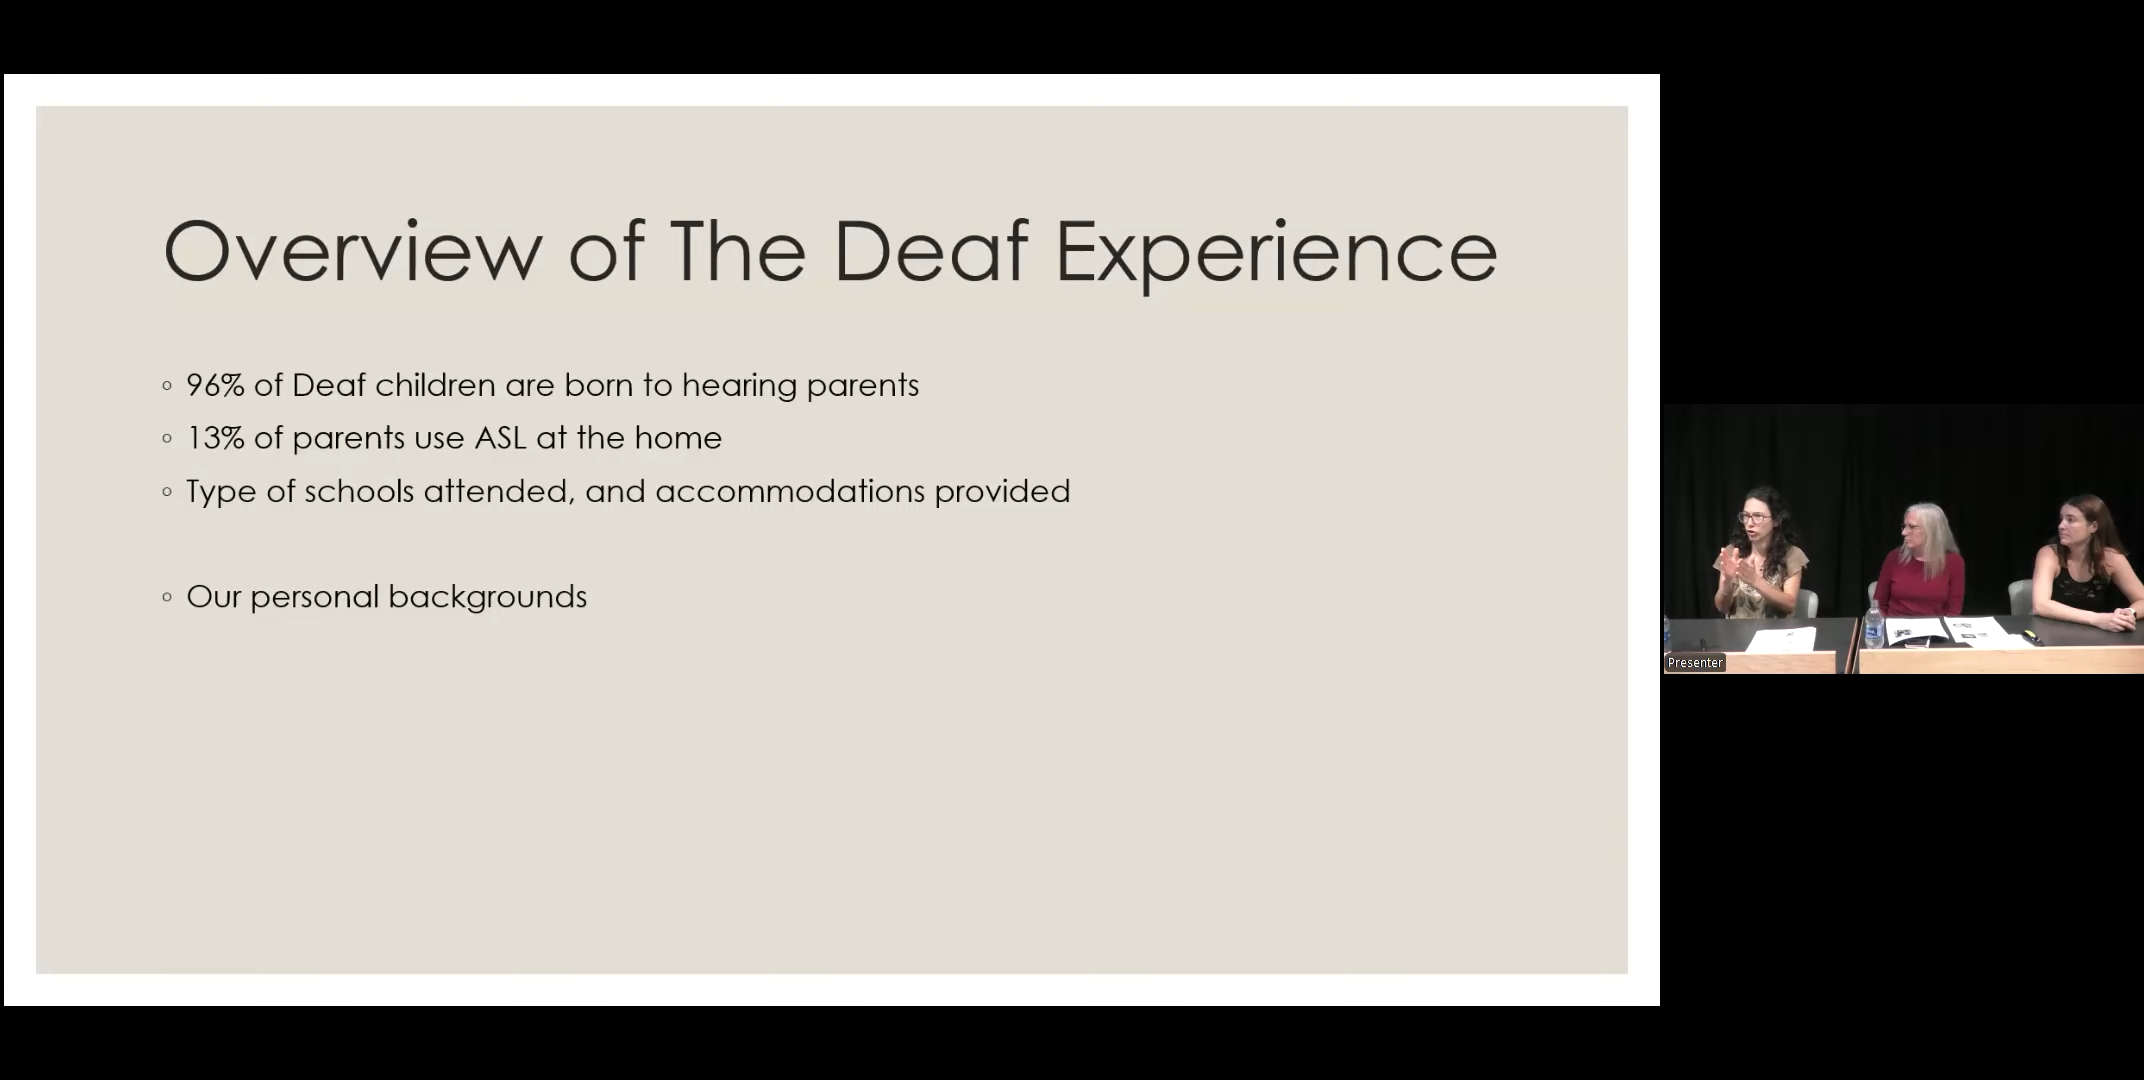 Overview of The Deaf Experience
96% of Deaf children are born to hearing parents
13% of parents use ASL at the home
Type of schools attended, and accommodations provided
Our personal backgrounds
Presenter